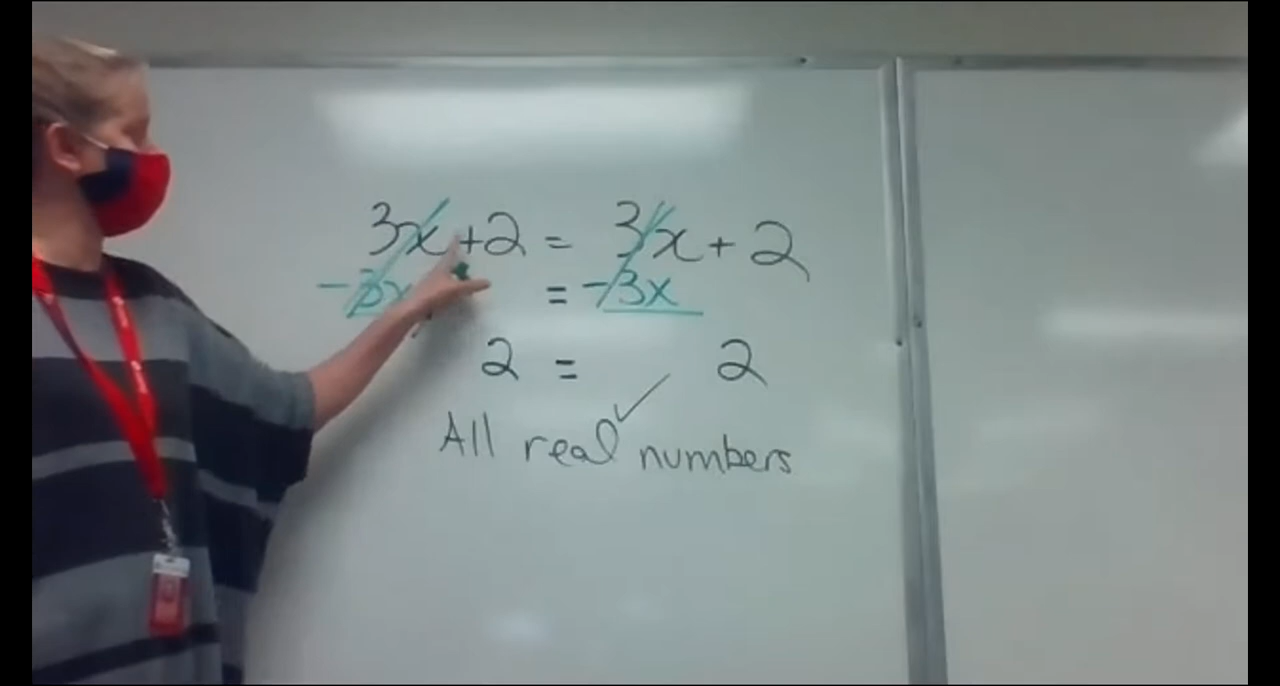 3x+2 = 3x+2
-3x = -3x
2 = 2
All real numbers